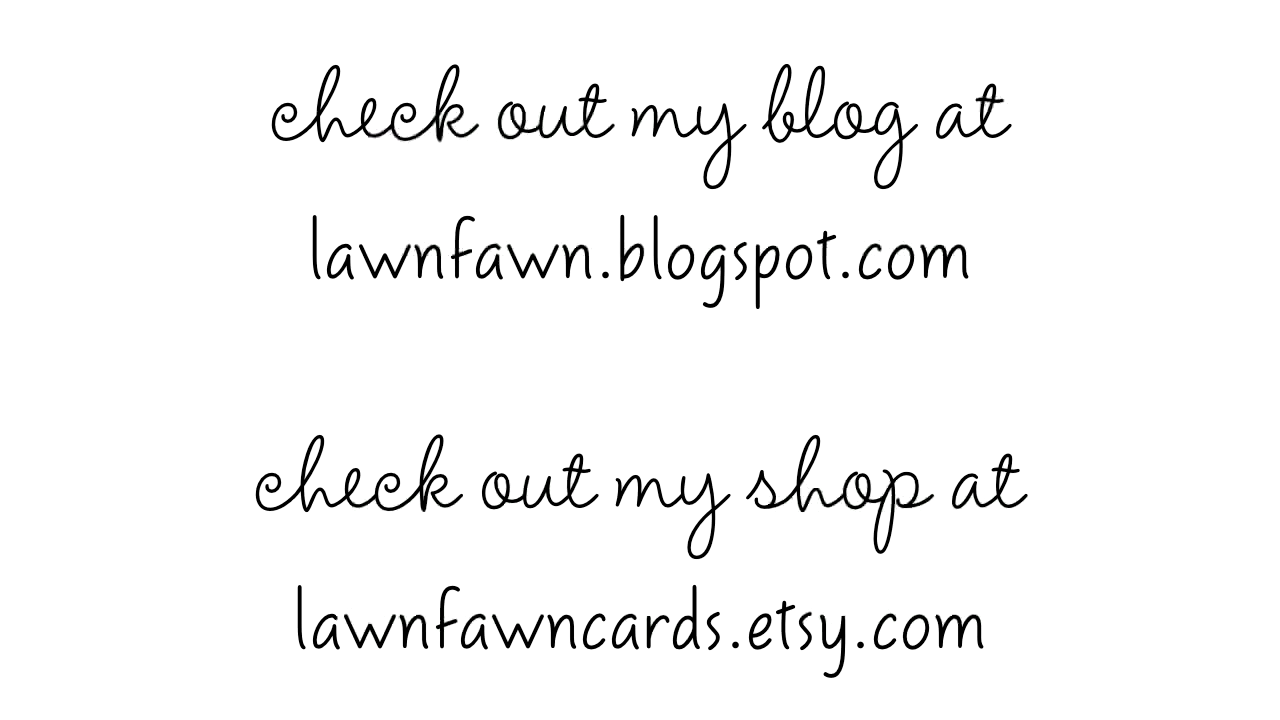 check out my blog at
lawnfawn.blogspot.com
check out my shop at
lawnfawncards.etsy.com